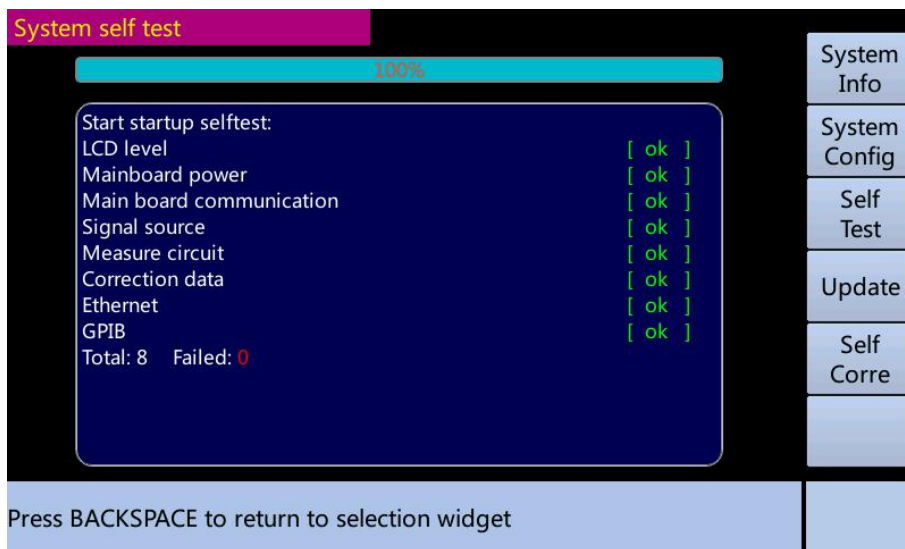 System self test
100%
Start startup selftest:
LCD level [ ok ]
Mainboard power [ ok ]
Main board communication [ ok ]
Signal source [ ok ]
Measure circuit [ ok ]
Correction data [ ok ]
Ethernet [ ok ]
GPIB [ ok ]
Total: 8 Failed: 0
System
Info
System
Config
Self
Test
Update
Self
Corre
Press BACKSPACE to return to selection widget